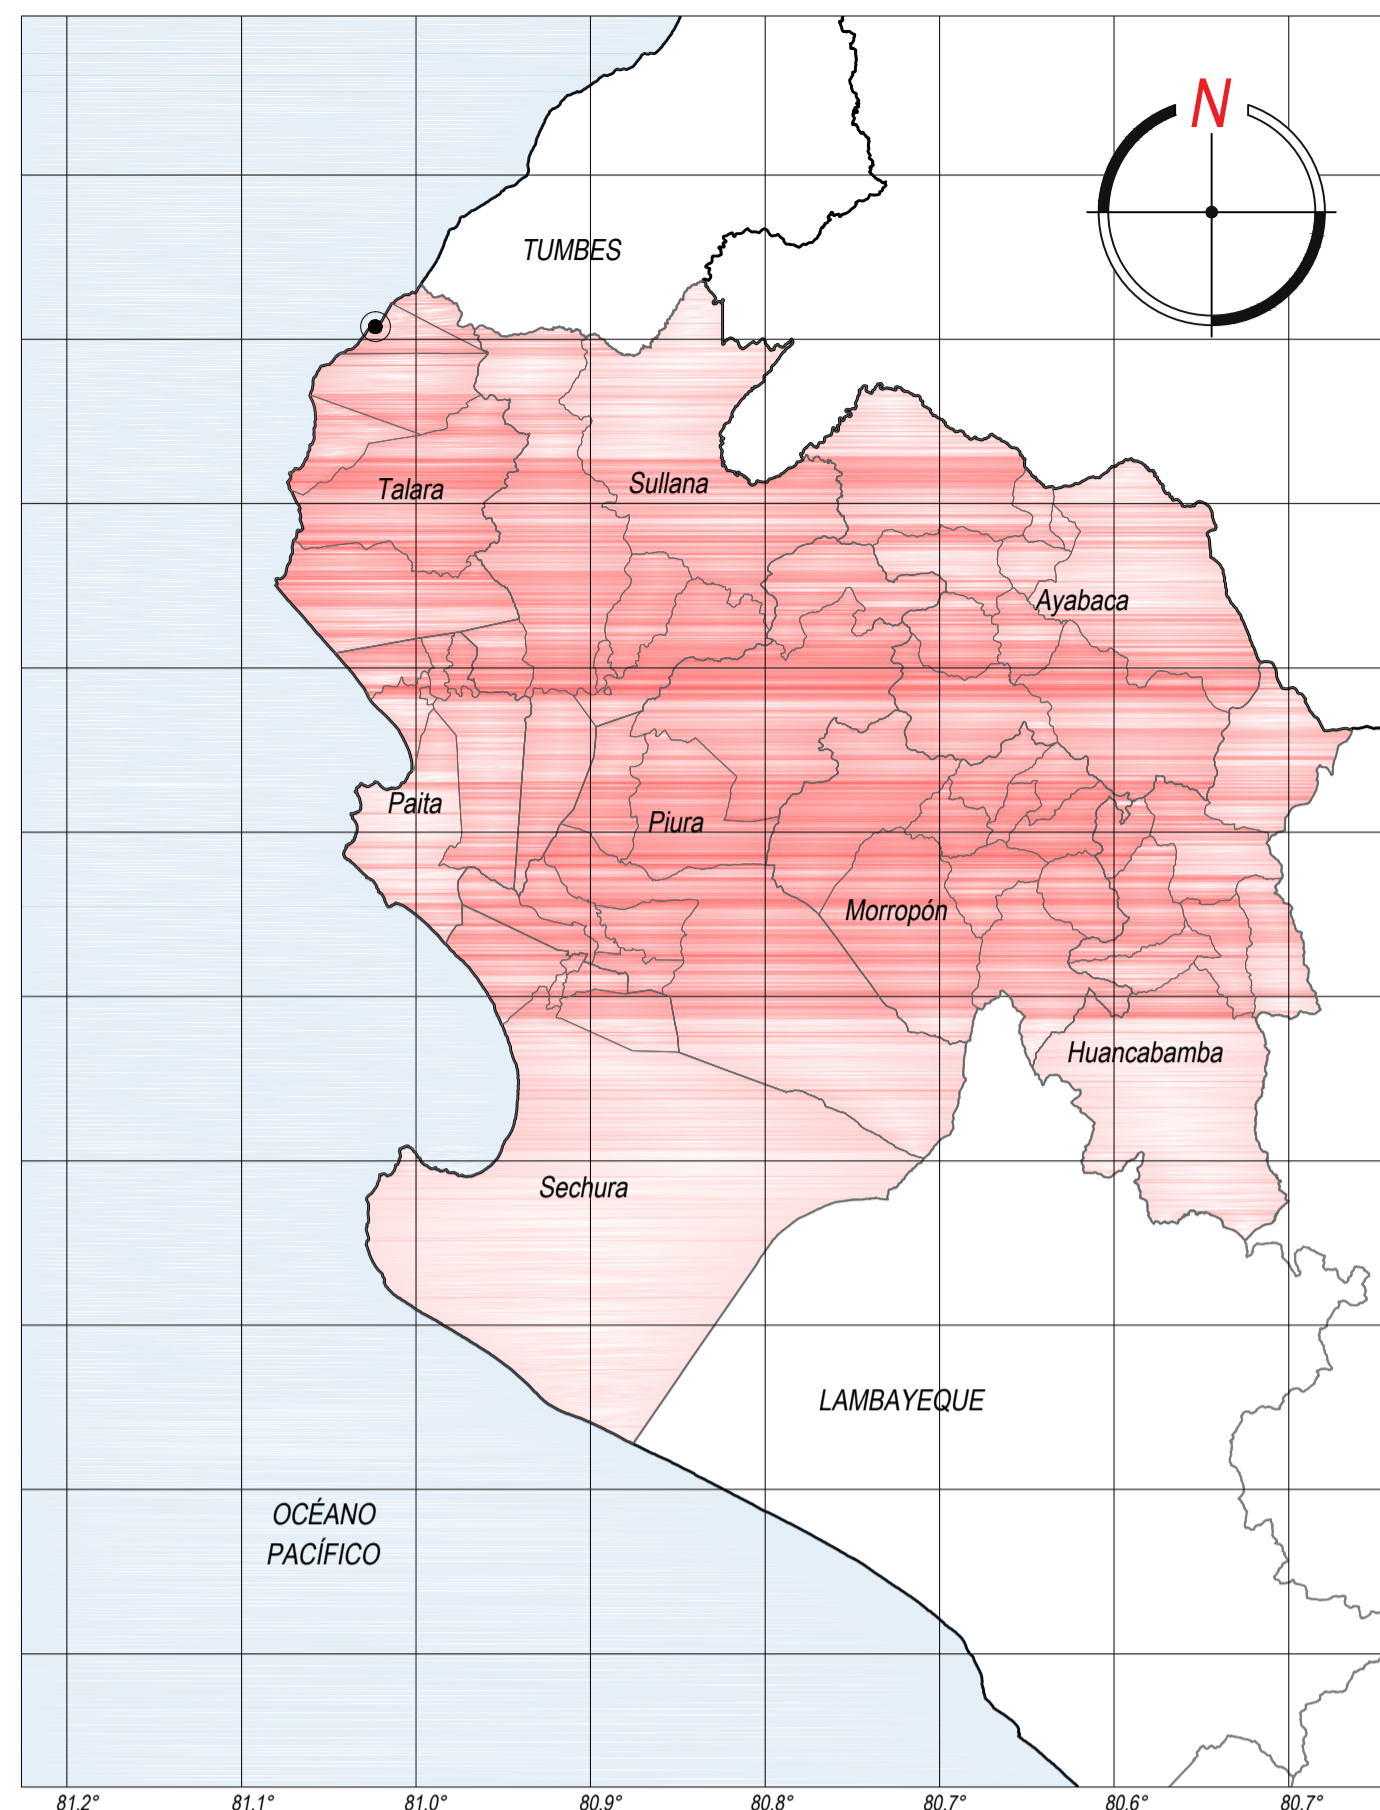 N
TUMBES
Talara
Sullana
Ayabaca
Paita
Piura
Morropón
Huancabamba
Sechura
LAMBAYEQUE
OCÉANO
PACÍFICO
81.2° 81.1° 81.0° 80.9° 80.8° 80.7° 80.6° 80.7°